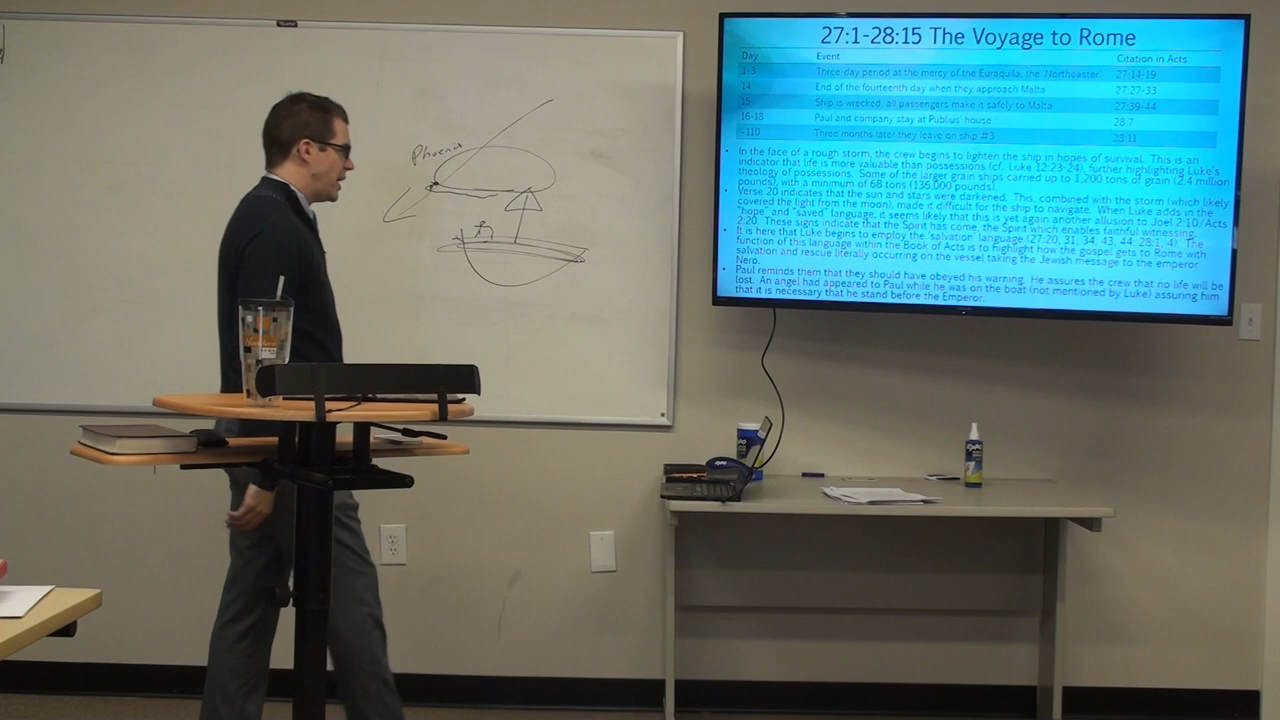 Phoenix
27:1-28:15 The Voyage to Rome
Day Event Citation in Acts
1-3 Three-day period at the mercy of the Euraquila, the 'Northeaster' 27:14-19
14 End of the fourteenth day when they approach Malta 27:27-33
15 Ship is wrecked, all passengers make it safely to Malta 27:39-44
16-18 Paul and company stay at Publius' house 28:7
~110 Three months later they leave on ship #3 28:11
• In the face of a rough storm, the crew begins to lighten the ship in hopes of survival. This is an
indicator that life is more valuable than possessions (cf. Luke 12:23-24), further highlighting Luke's
theology of possessions. Some of the larger grain ships carried up to 1,200 tons of grain (2.4 million
pounds), with a minimum of 68 tons (136,000 pounds).
• Verse 20 indicates that the sun and stars were darkened. This, combined with the storm (which likely
covered the light from the moon), made it difficult for the ship to navigate. When Luke adds in the
"hope" and "saved" language, it seems likely that this is yet again another allusion to Joel 2:10/Acts
2:20. These signs indicate that the Spirit has come, the Spirit which enables faithful witnessing.
• It is here that Luke begins to employ the 'salvation' language (27:20, 31, 34, 43, 44, 28:1, 4). The
function of this language within the Book of Acts is to highlight how the gospel gets to Rome with
salvation and rescue literally occurring on the vessel taking the Jewish message to the emperor
Nero.
• Paul reminds them that they should have obeyed his warning. He assures the crew that no life will be
lost. An angel had appeared to Paul while he was on the boat (not mentioned by Luke) assuring him
that it is necessary that he stand before the Emperor.